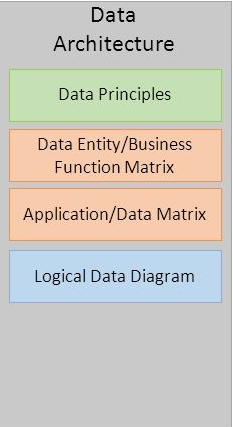 Data
Architecture
Data Principles
Data Entity/Business
Function Matrix
Application/Data Matrix
Logical Data Diagram